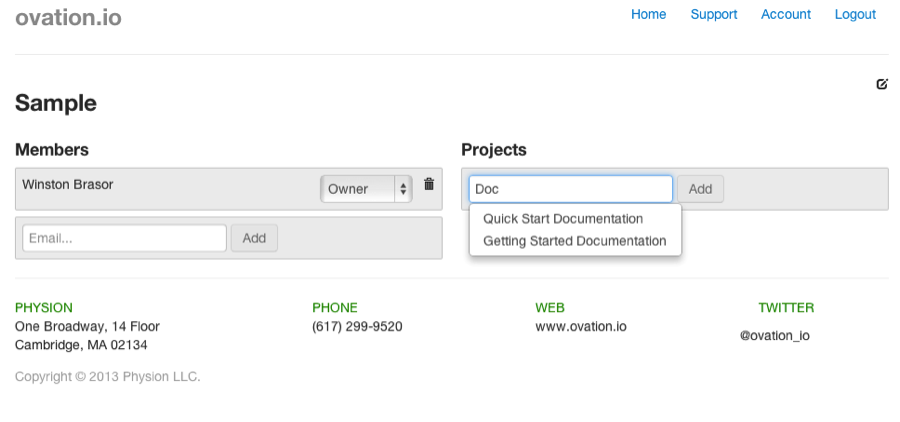 ovation.io
Home Support Account Logout
Sample
Members
Winston Brasor Owner
Email... Add
Projects
Doc Add
Quick Start Documentation
Getting Started Documentation
PHYSION
One Broadway, 14 Floor
Cambridge, MA 02134
PHONE
(617) 299-9520
WEB
www.ovation.io
TWITTER
@ovation_io
Copyright © 2013 Physion LLC.